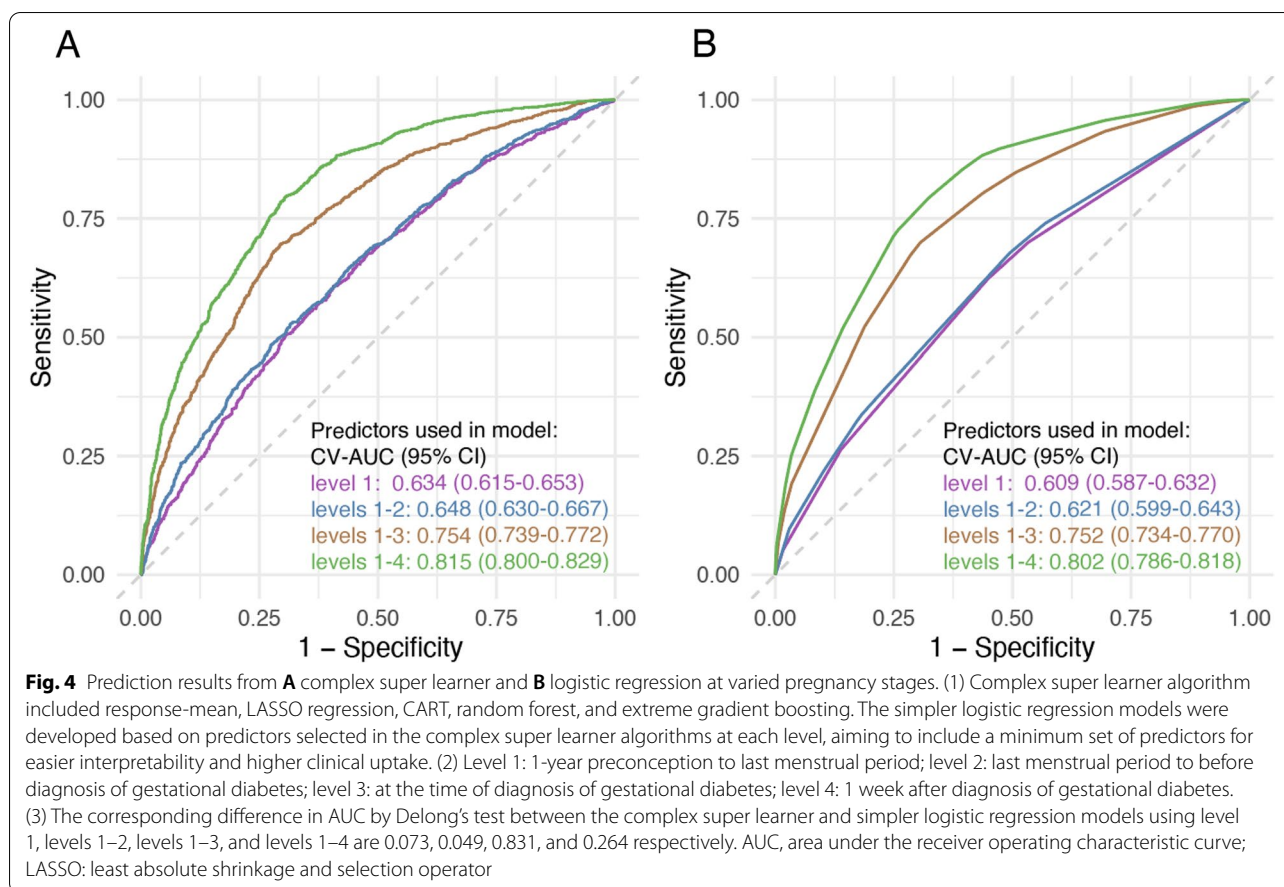 A
1.00
0.75
0.50
0.25
0.00
Sensitivity
Predictors used in model:
CV-AUC (95% CI)
level 1: 0.634 (0.615-0.653)
levels 1-2: 0.648 (0.630-0.667)
levels 1-3: 0.754 (0.739-0.772)
levels 1-4: 0.815 (0.800-0.829)
0.00 0.25 0.50 0.75 1.00
1 − Specificity
B
1.00
0.75
0.50
0.25
0.00
Sensitivity
Predictors used in model:
CV-AUC (95% CI)
level 1: 0.609 (0.587-0.632)
levels 1-2: 0.621 (0.599-0.643)
levels 1-3: 0.752 (0.734-0.770)
levels 1-4: 0.802 (0.786-0.818)
0.00 0.25 0.50 0.75 1.00
1 − Specificity
Fig. 4 Prediction results from A complex super learner and B logistic regression at varied pregnancy stages. (1) Complex super learner algorithm
included response-mean, LASSO regression, CART, random forest, and extreme gradient boosting. The simpler logistic regression models were
developed based on predictors selected in the complex super learner algorithms at each level, aiming to include a minimum set of predictors for
easier interpretability and higher clinical uptake. (2) Level 1: 1-year preconception to last menstrual period; level 2: last menstrual period to before
diagnosis of gestational diabetes; level 3: at the time of diagnosis of gestational diabetes; level 4: 1 week after diagnosis of gestational diabetes.
(3) The corresponding difference in AUC by Delong's test between the complex super learner and simpler logistic regression models using level
1, levels 1–2, levels 1–3, and levels 1–4 are 0.073, 0.049, 0.831, and 0.264 respectively. AUC, area under the receiver operating characteristic curve;
LASSO: least absolute shrinkage and selection operator